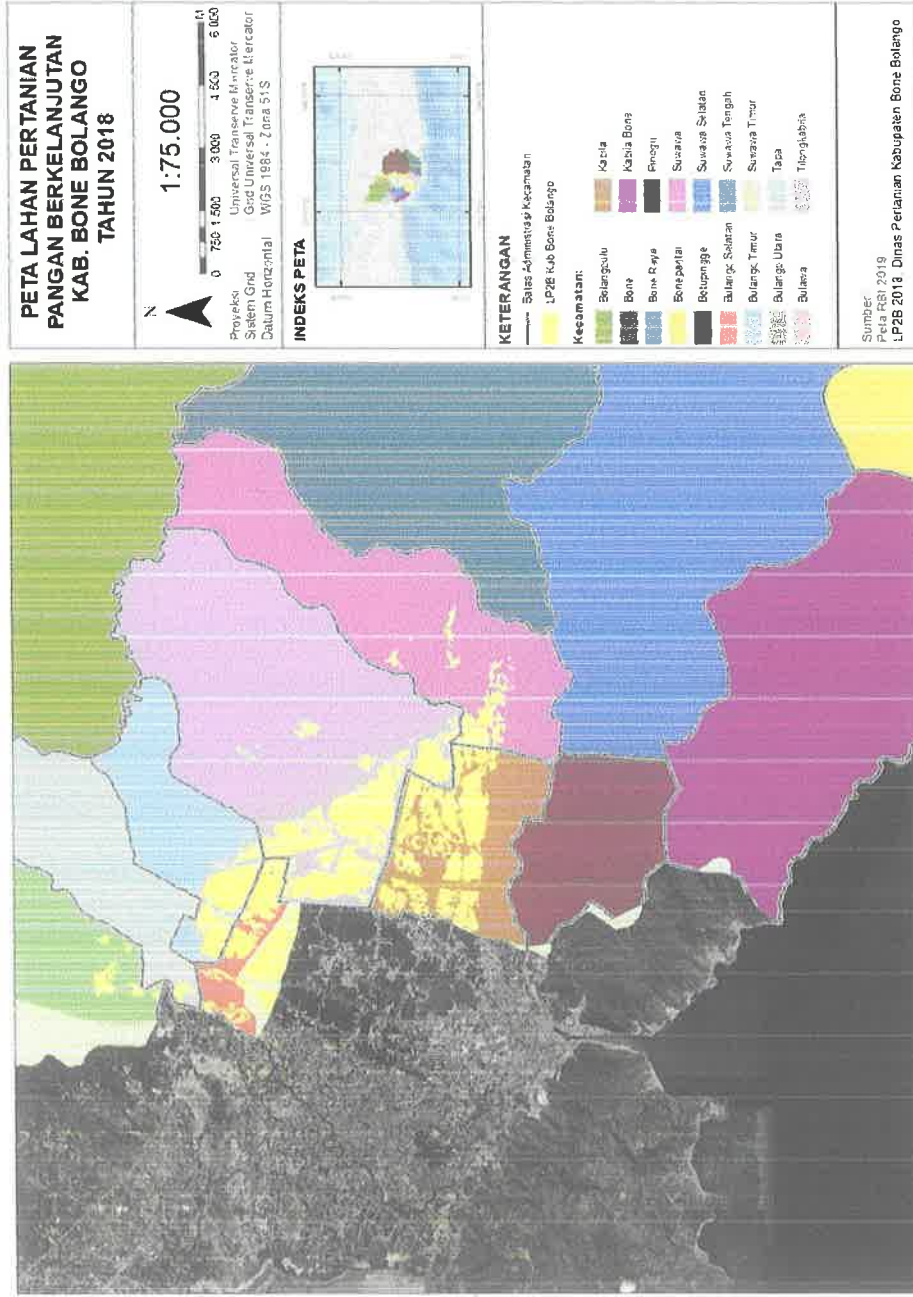 PETA LAHAN PERTANIAN
PANGAN BERKELANJUTAN
KAB. BONE BOLANGO
TAHUN 2018
N
1:75.000
0 750 1.500 3.000 4.500 6.000
M
Proyeksi Universal Transverse Mercator
Sistem Grid Grid Universal Transerve Mercator
Datum Horizontal WGS 1984 - Zona 51S
INDEKS PETA
KETERANGAN
Batas Administrasi Kecamatan
LP2B Kab Bone Bolango
Kecamatan:
Bone
Bone Raya
Bonepantai
Botupingge
Bulango Selatan
Bulango Timur
Bulango Utara
Bulawa
Kabila
Kabila Bone
Pinogu
Suwawa
Suwawa Selatan
Suwawa Tengah
Suwawa Timur
Tapa
Tilongkabila
Sumber
Peta RBI 2019
LP2B 2018, Dinas Pertanian Kabupaten Bone Bolango